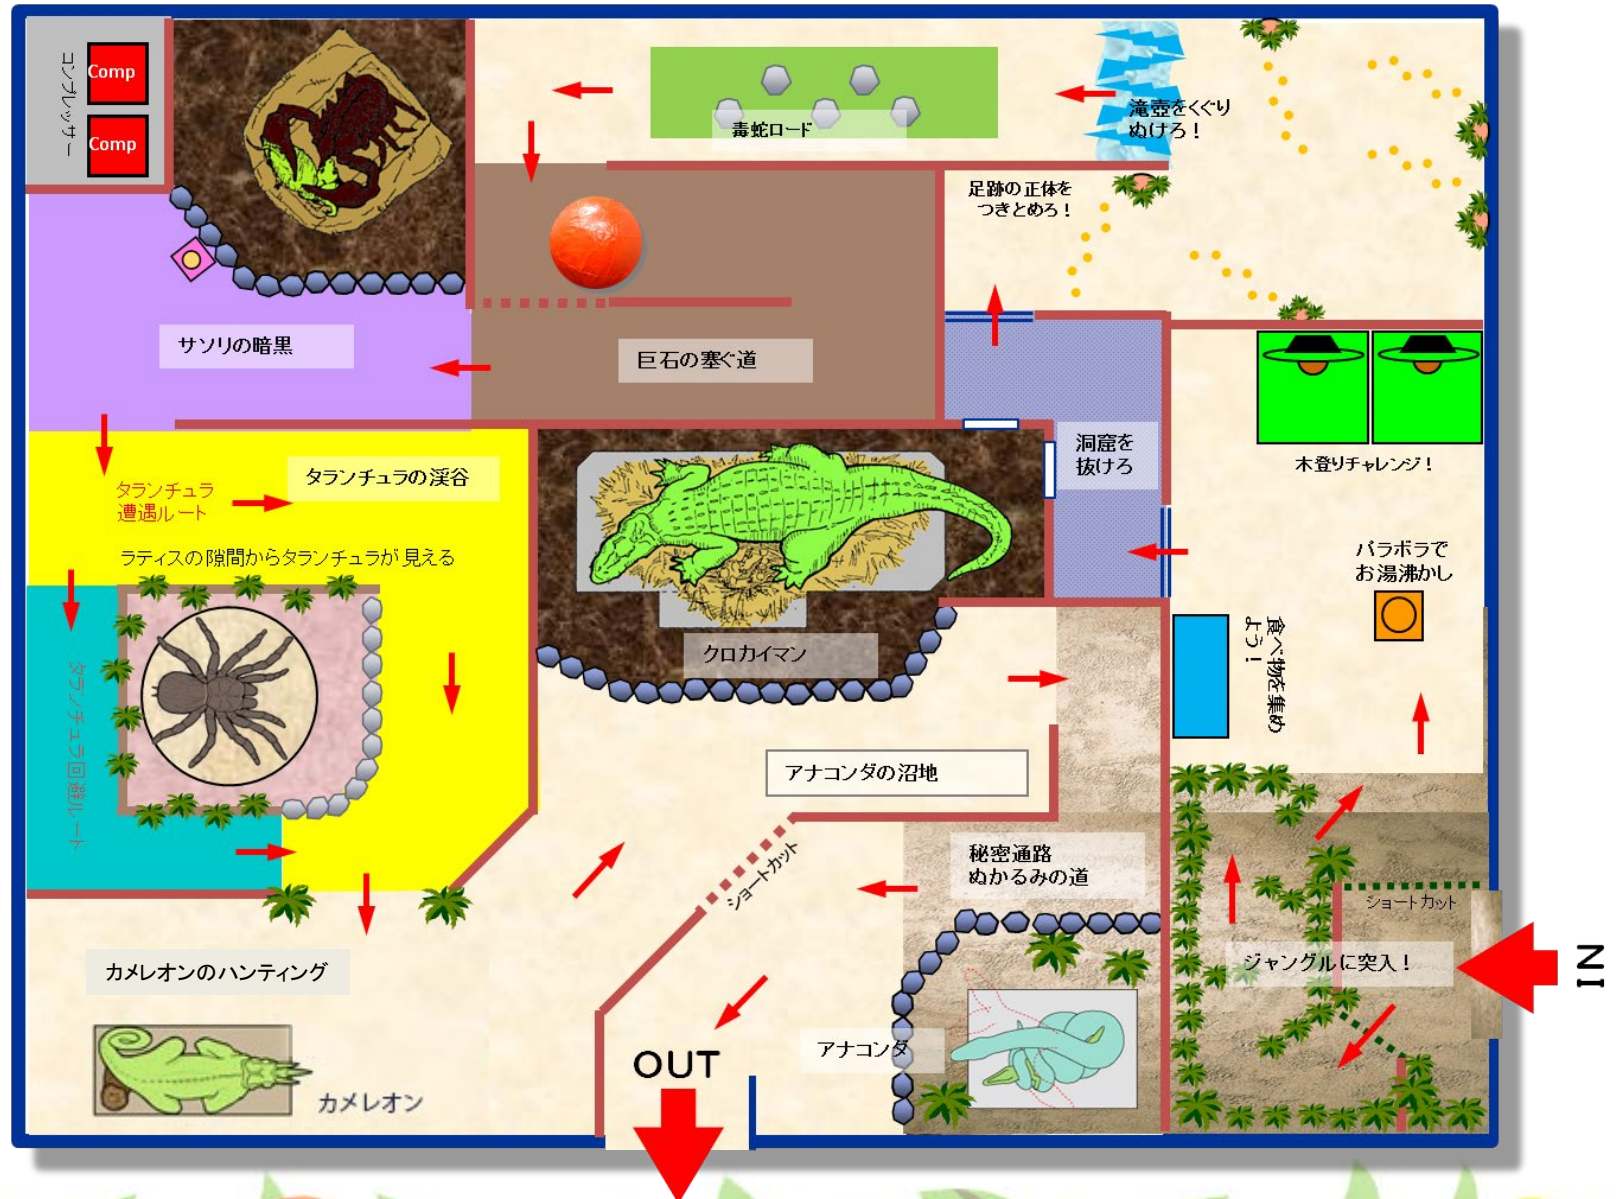 コンプレッサー
Comp
Comp
滝壺をくぐり
ぬけろ！
毒蛇ロード
足跡の正体を
つきとめろ！
サソリの暗黒
巨石の塞ぐ道
洞窟を
抜けろ
木登りチャレンジ！
タランチュラの渓谷
タランチュラ
遭遇ルート
ラティスの隙間からタランチュラが見える
パラボラで
お湯沸かし
食べ物を集め
よう！
クロカイマン
タランチュラ回避ルート
アナコンダの沼地
ショートカット
秘密通路
ぬかるみの道
ショートカット
ジャングルに突入！
IN
カメレオンのハンティング
アナコンダ
OUT
カメレオン